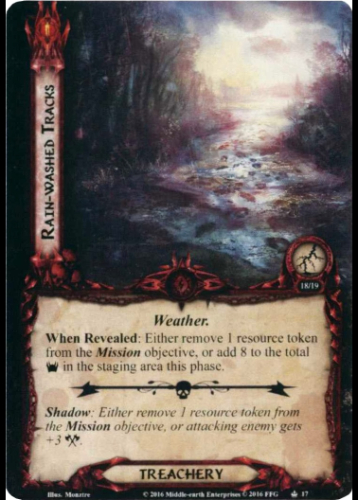 RAIN-WASHED TRACKS
18/19
Weather.
When Revealed: Either remove 1 resource token
from the Mission objective, or add 8 to the total
in the staging area this phase.
Shadow: Either remove 1 resource token from
the Mission objective, or attacking enemy gets
+3
TREACHERY
© 2016 Middle-earth Enterprises © 2016 FFG
17